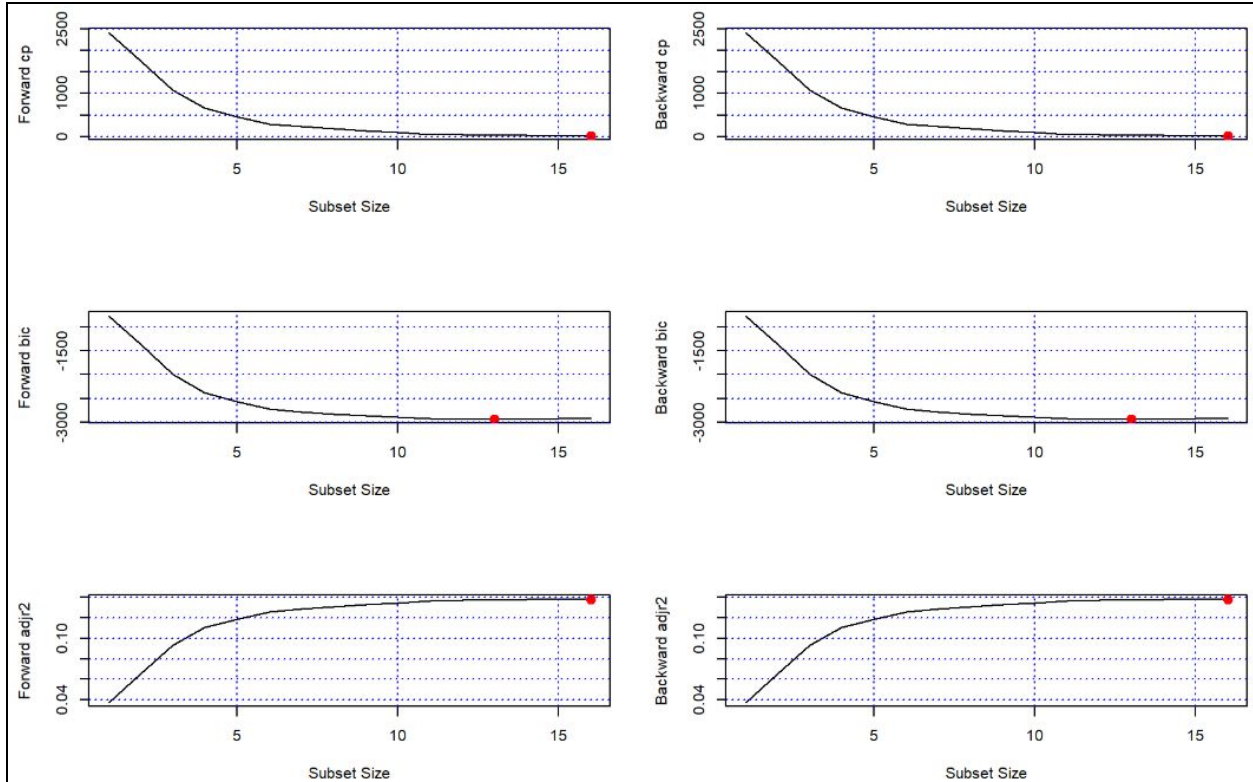 Forward cp
2500
1000
0
5
10
15
Subset Size
Backward cp
2500
1000
0
5
10
15
Subset Size
Forward bic
-1500
-3000
5
10
15
Subset Size
Backward bic
-1500
-3000
5
10
15
Subset Size
Forward adjr2
0.10
0.04
5
10
15
Subset Size
Backward adjr2
0.10
0.04
5
10
15
Subset Size